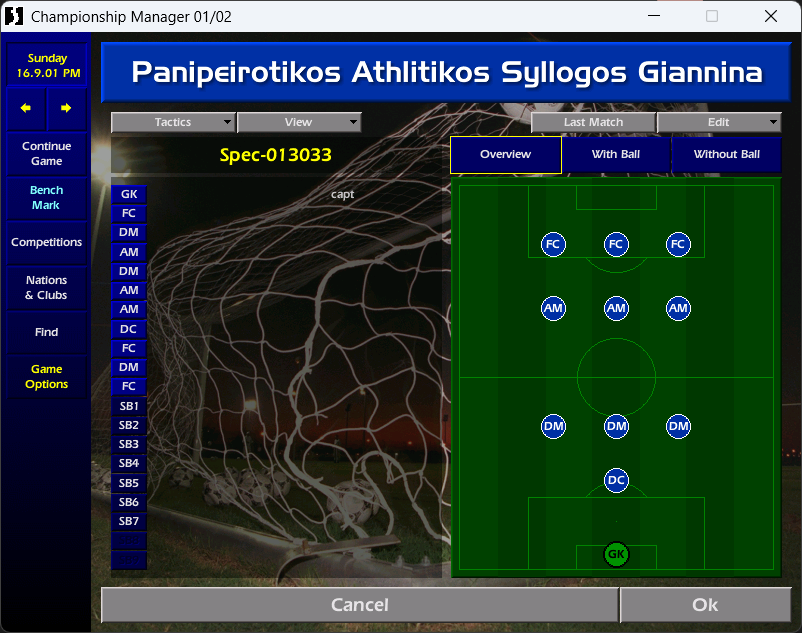 Championship Manager 01/02
Sunday
16.9.01 PM
Continue
Game
Bench
Mark
Competitions
Nations
& Clubs
Find
Game
Options
Panipeirotikos Athlitikos Syllogos Giannina
Tactics View Last Match Edit
Spec-013033
Overview With Ball Without Ball
GK capt
FC
DM
AM
DM
AM
AM
DC
FC
DM
FC
SB1
SB2
SB3
SB4
SB5
SB6
SB7
FC FC FC
AM AM AM
DM DM DM
DC
GK
Cancel Ok